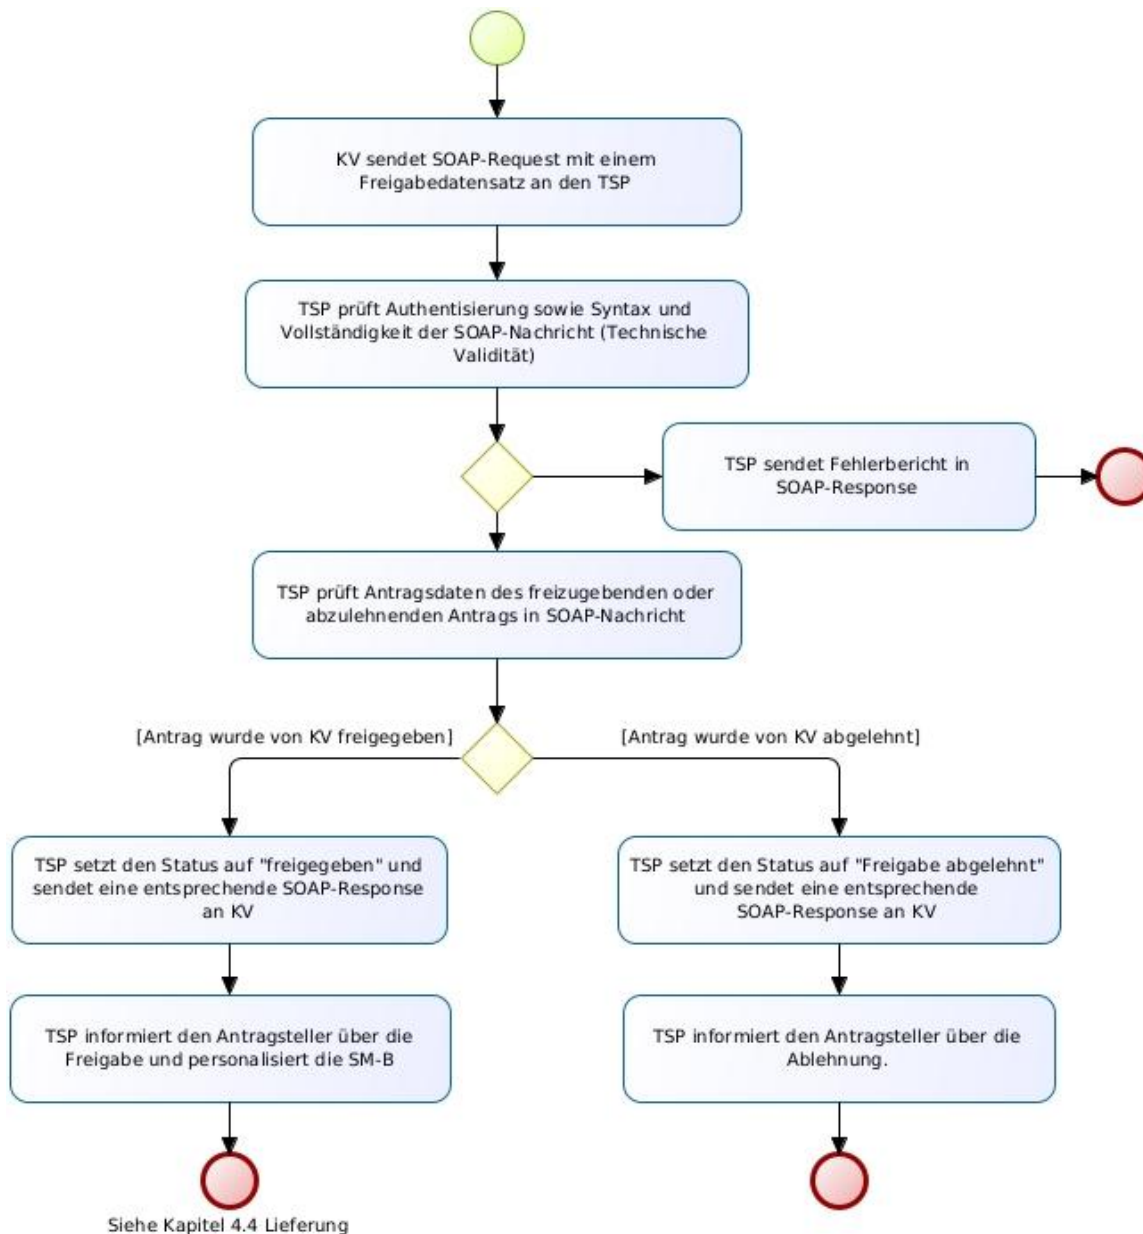 KV sendet SOAP-Request mit einem
Freigabedatensatz an den TSP
TSP prüft Authentisierung sowie Syntax und
Vollständigkeit der SOAP-Nachricht (Technische
Validität)
TSP sendet Fehlerbericht in
SOAP-Response
TSP prüft Antragsdaten des freizugebenden oder
abzulehnenden Antrags in SOAP-Nachricht
[Antrag wurde von KV freigegeben]
[Antrag wurde von KV abgelehnt]
TSP setzt den Status auf "freigegeben" und
sendet eine entsprechende SOAP-Response
an KV
TSP setzt den Status auf "Freigabe abgelehnt"
und sendet eine entsprechende
SOAP-Response an KV
TSP informiert den Antragsteller über die
Freigabe und personalisiert die SM-B
TSP informiert den Antragsteller über die
Ablehnung.
Siehe Kapitel 4.4 Lieferung